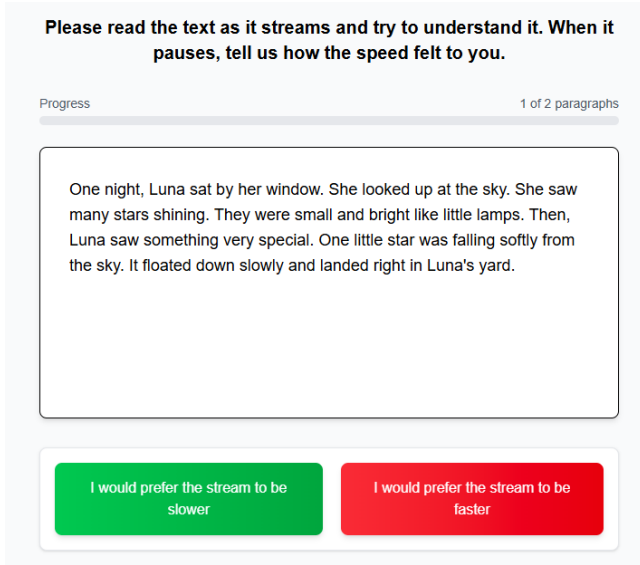 Please read the text as it streams and try to understand it. When it
pauses, tell us how the speed felt to you.
Progress
1 of 2 paragraphs
One night, Luna sat by her window. She looked up at the sky. She saw
many stars shining. They were small and bright like little lamps. Then,
Luna saw something very special. One little star was falling softly from
the sky. It floated down slowly and landed right in Luna's yard.
I would prefer the stream to be
slower
I would prefer the stream to be
faster